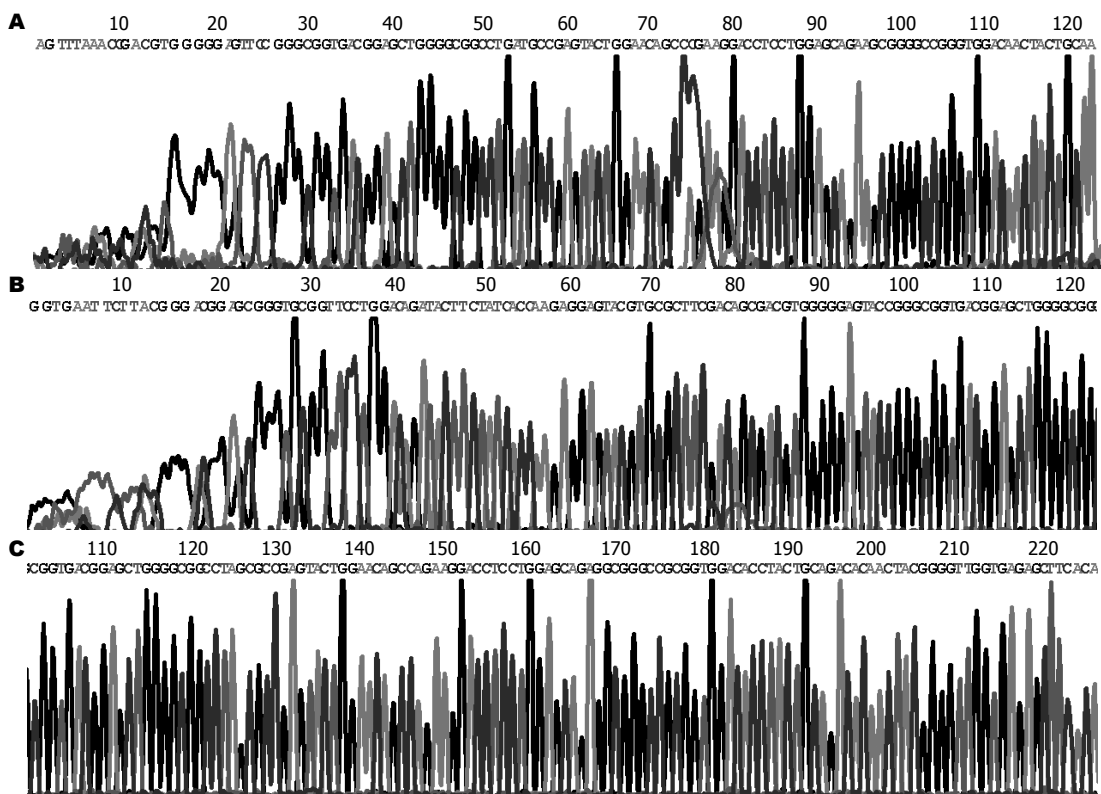 A 10 20 30 40 50 60 70 80 90 100 110 120
AGTTTAAACCGACGTGGGGGAGTTCCGGGCGGTGACGGAGCTGGGGCGGCCTGATGCCGAGTACTGGAACAGCCCGAAGGACCTCCTGGAGCAGAAGCGGGGCCGGGTGGACAACTACTGCAA
B 10 20 30 40 50 60 70 80 90 100 110 120
GGTGAATTCTTACGGGACGGAGCGGGTGCGGTTCCTGGACAGATACTTCTATCACCAAGAGGAGTACGTGCGCTTCGACAGCGACGTGGGGGAGTACCGGGCGGTGACGGAGCTGGGGCGG
C 110 120 130 140 150 160 170 180 190 200 210 220
CGGTGACGGAGCTGGGGCGGCCTAGCGCCGAGTACTGGAACAGCCAGAAGGACCTCCTGGAGCAGAGGCGGGCCGCGGTGGACACCTACTGCAGACACAACTACGGGGTTGGTGAGAGCTTCACA